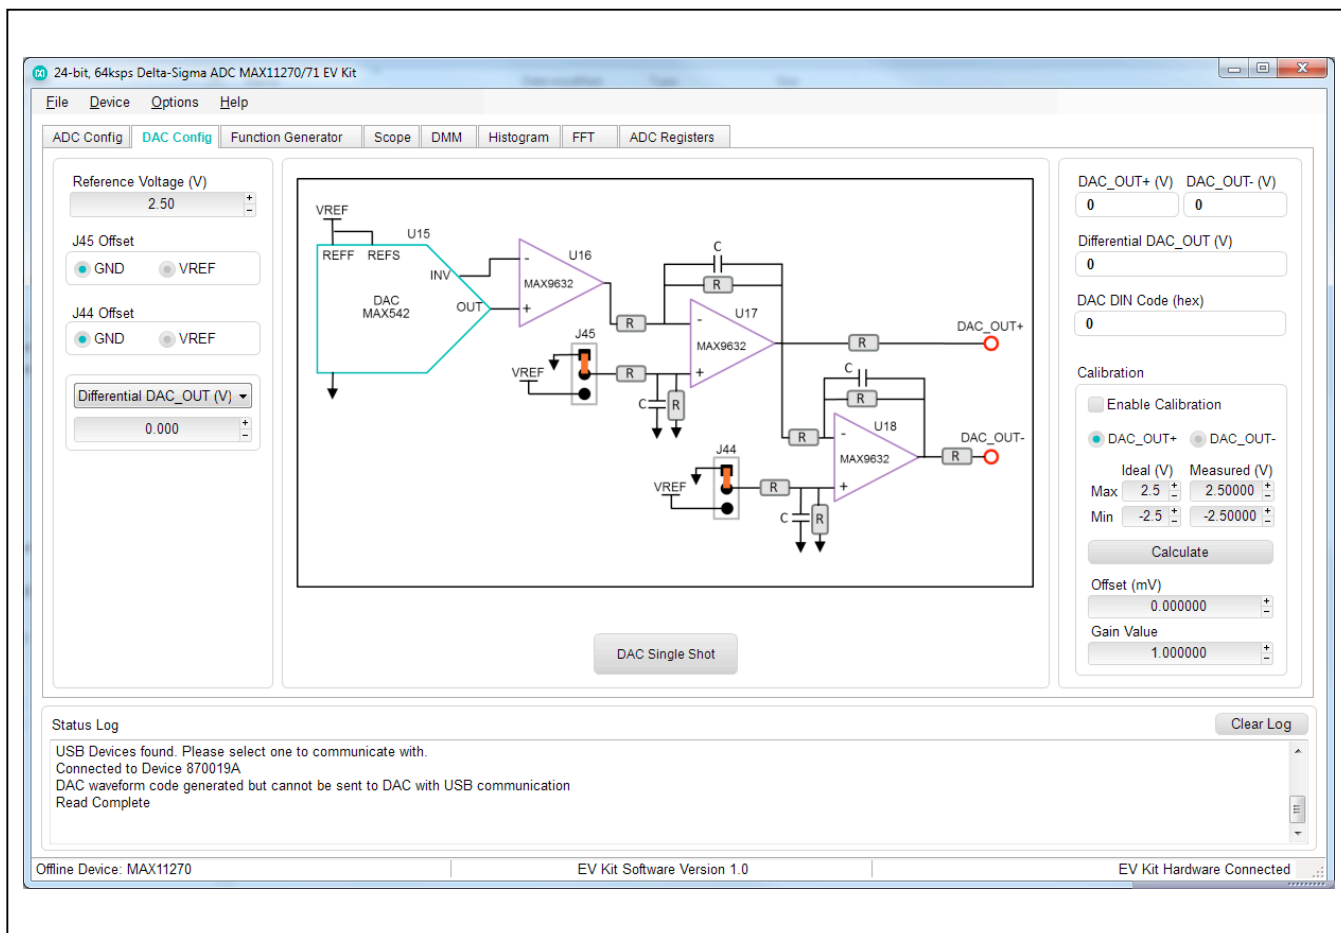 24-bit, 64ksps Delta-Sigma ADC MAX11270/71 EV Kit
File Device Options Help
ADC Config DAC Config Function Generator Scope DMM Histogram FFT ADC Registers
Reference Voltage (V)
2.50
J45 Offset
GND VREF
J44 Offset
GND VREF
Differential DAC_OUT (V)
0.000
VREF
U15
REFF REFS
INV
DAC
MAX542
OUT
U16
-
MAX9632
+
C
R
R
U17
-
MAX9632
+
J45
VREF
R
C
R
R
DAC_OUT+
C
R
R
U18
-
MAX9632
+
R
DAC_OUT-
J44
VREF
R
C
R
DAC Single Shot
DAC_OUT+ (V) DAC_OUT- (V)
0 0
Differential DAC_OUT (V)
0
DAC DIN Code (hex)
0
Calibration
Enable Calibration
DAC_OUT+ DAC_OUT-
Ideal (V) Measured (V)
Max 2.5 2.50000
Min -2.5 -2.50000
Calculate
Offset (mV)
0.000000
Gain Value
1.000000
Status Log
Clear Log
USB Devices found. Please select one to communicate with.
Connected to Device 870019A
DAC waveform code generated but cannot be sent to DAC with USB communication
Read Complete
Offline Device: MAX11270 EV Kit Software Version 1.0 EV Kit Hardware Connected